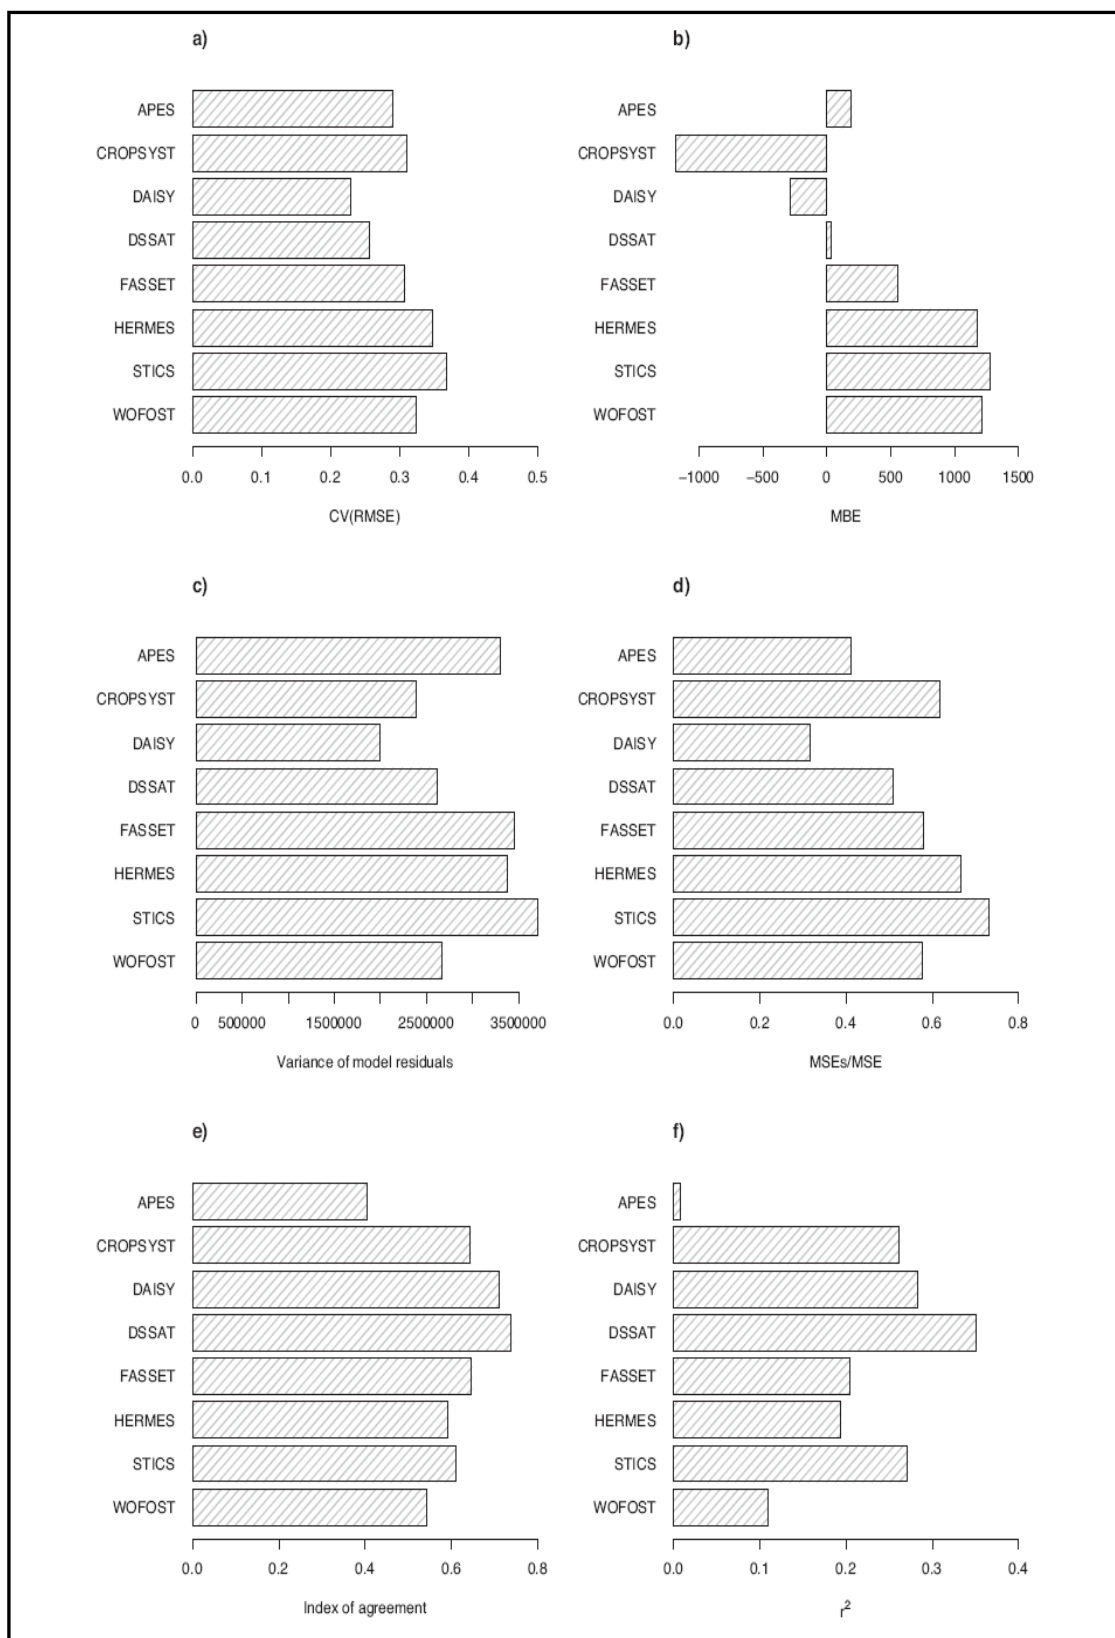 a)
APES
CROPSYST
DAISY
DSSAT
FASSET
HERMES
STICS
WOFOST
0.0 0.1 0.2 0.3 0.4 0.5
CV(RMSE)
b)
APES
CROPSYST
DAISY
DSSAT
FASSET
HERMES
STICS
WOFOST
−1000 −500 0 500 1000 1500
MBE
c)
APES
CROPSYST
DAISY
DSSAT
FASSET
HERMES
STICS
WOFOST
0 500000 1500000 2500000 3500000
Variance of model residuals
d)
APES
CROPSYST
DAISY
DSSAT
FASSET
HERMES
STICS
WOFOST
0.0 0.2 0.4 0.6 0.8
MSEs/MSE
e)
APES
CROPSYST
DAISY
DSSAT
FASSET
HERMES
STICS
WOFOST
0.0 0.2 0.4 0.6 0.8
Index of agreement
f)
APES
CROPSYST
DAISY
DSSAT
FASSET
HERMES
STICS
WOFOST
0.0 0.1 0.2 0.3 0.4
r²